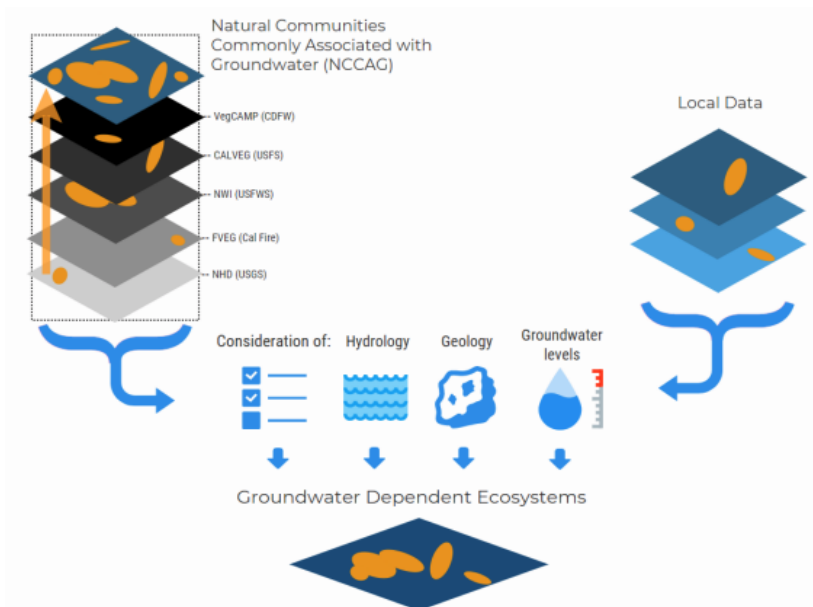 Natural Communities
Commonly Associated with
Groundwater (NCCAG)
VegCAMP (CDFW)
CALVEG (USFS)
NWI (USFWS)
FVEG (Cal Fire)
NHD (USGS)
Local Data
Consideration of:
Hydrology
Geology
Groundwater
levels
Groundwater Dependent Ecosystems